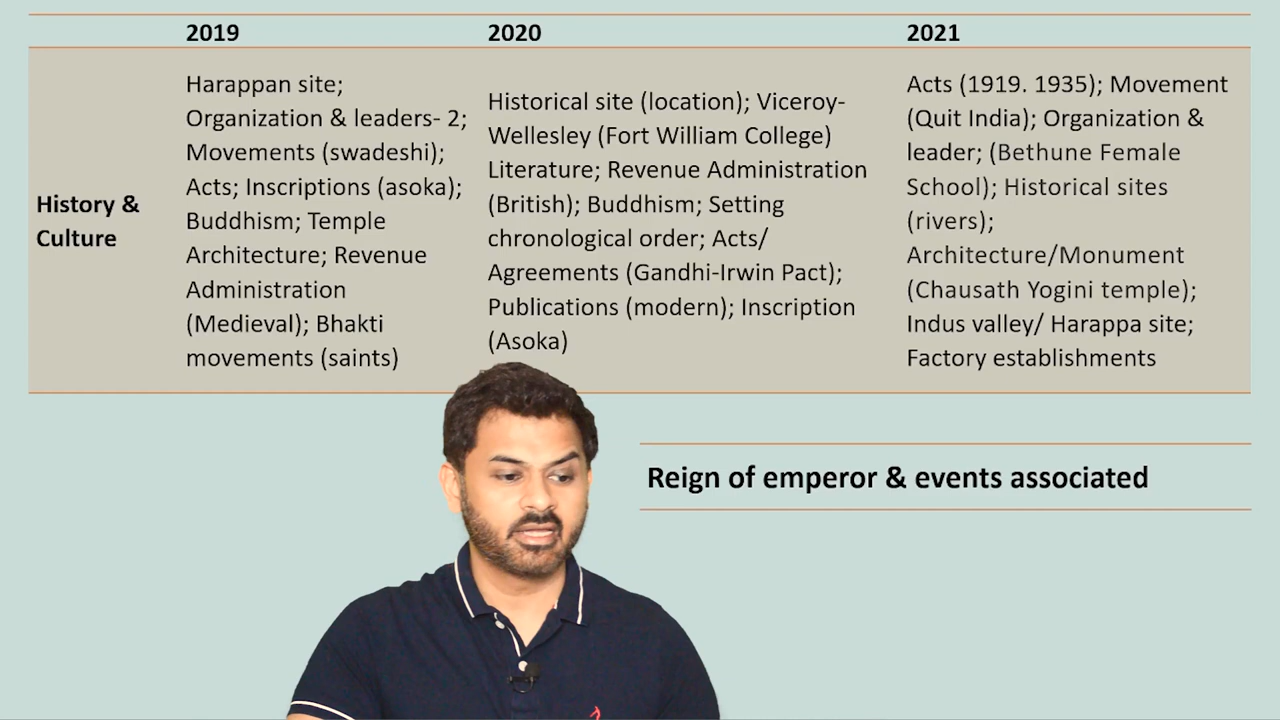 2019
2020
2021
History &
Culture
Harappan site;
Organization & leaders- 2;
Movements (swadeshi);
Acts; Inscriptions (asoka);
Buddhism; Temple
Architecture; Revenue
Administration
(Medieval); Bhakti
movements (saints)
Historical site (location); Viceroy-
Wellesley (Fort William College)
Literature; Revenue Administration
(British); Buddhism; Setting
chronological order; Acts/
Agreements (Gandhi-Irwin Pact);
Publications (modern); Inscription
(Asoka)
Acts (1919. 1935); Movement
(Quit India); Organization &
leader; (Bethune Female
School); Historical sites
(rivers);
Architecture/Monument
(Chausath Yogini temple);
Indus valley/ Harappa site;
Factory establishments
Reign of emperor & events associated